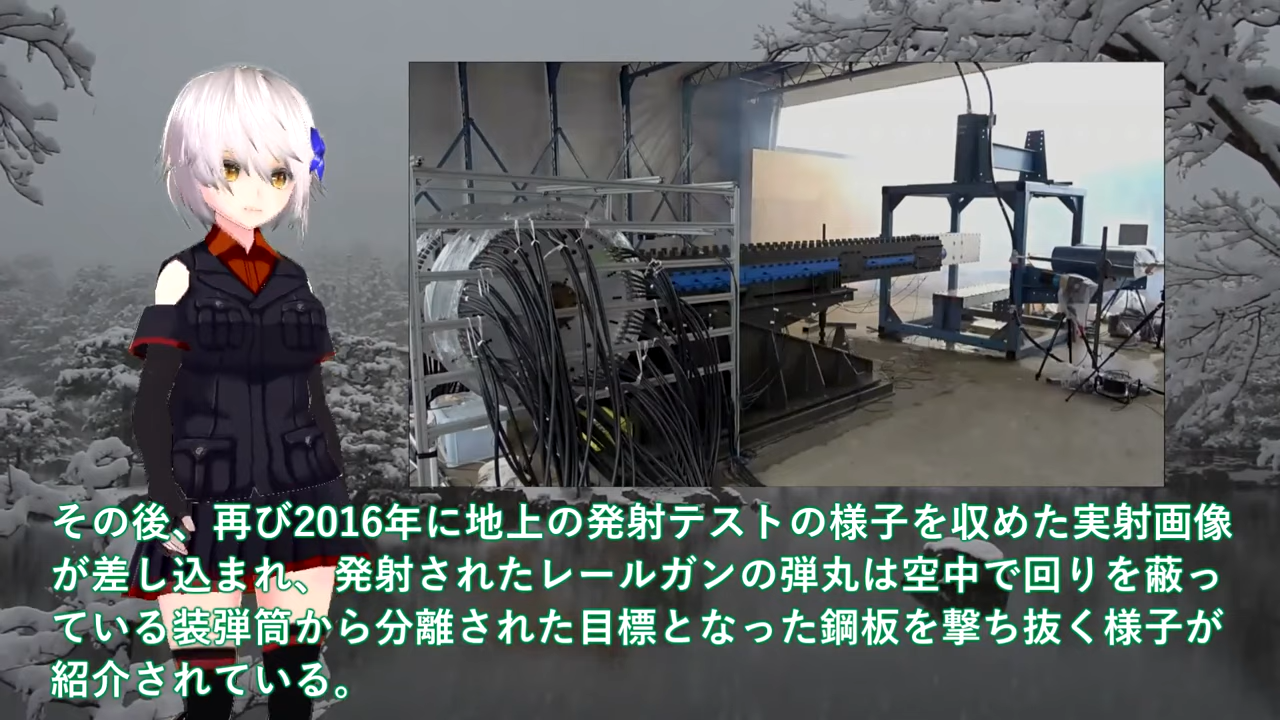 その後、再び2016年に地上の発射テストの様子を収めた実射画像
が差し込まれ、発射されたレールガンの弾丸は空中で回りを蔽っ
ている装弾筒から分離された目標となった鋼板を撃ち抜く様子が
紹介されている。